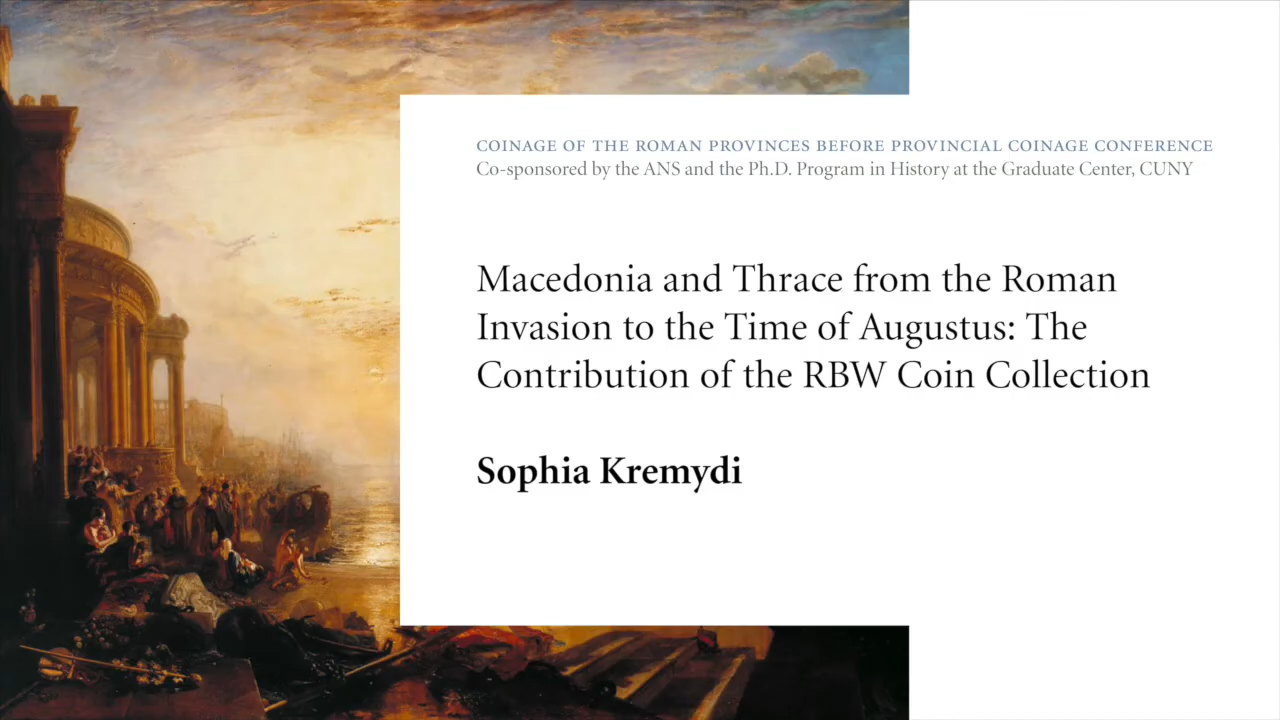 COINAGE OF THE ROMAN PROVINCES BEFORE PROVINCIAL COINAGE CONFERENCE
Co-sponsored by the ANS and the Ph.D. Program in History at the Graduate Center, CUNY
Macedonia and Thrace from the Roman
Invasion to the Time of Augustus: The
Contribution of the RBW Coin Collection
Sophia Kremydi